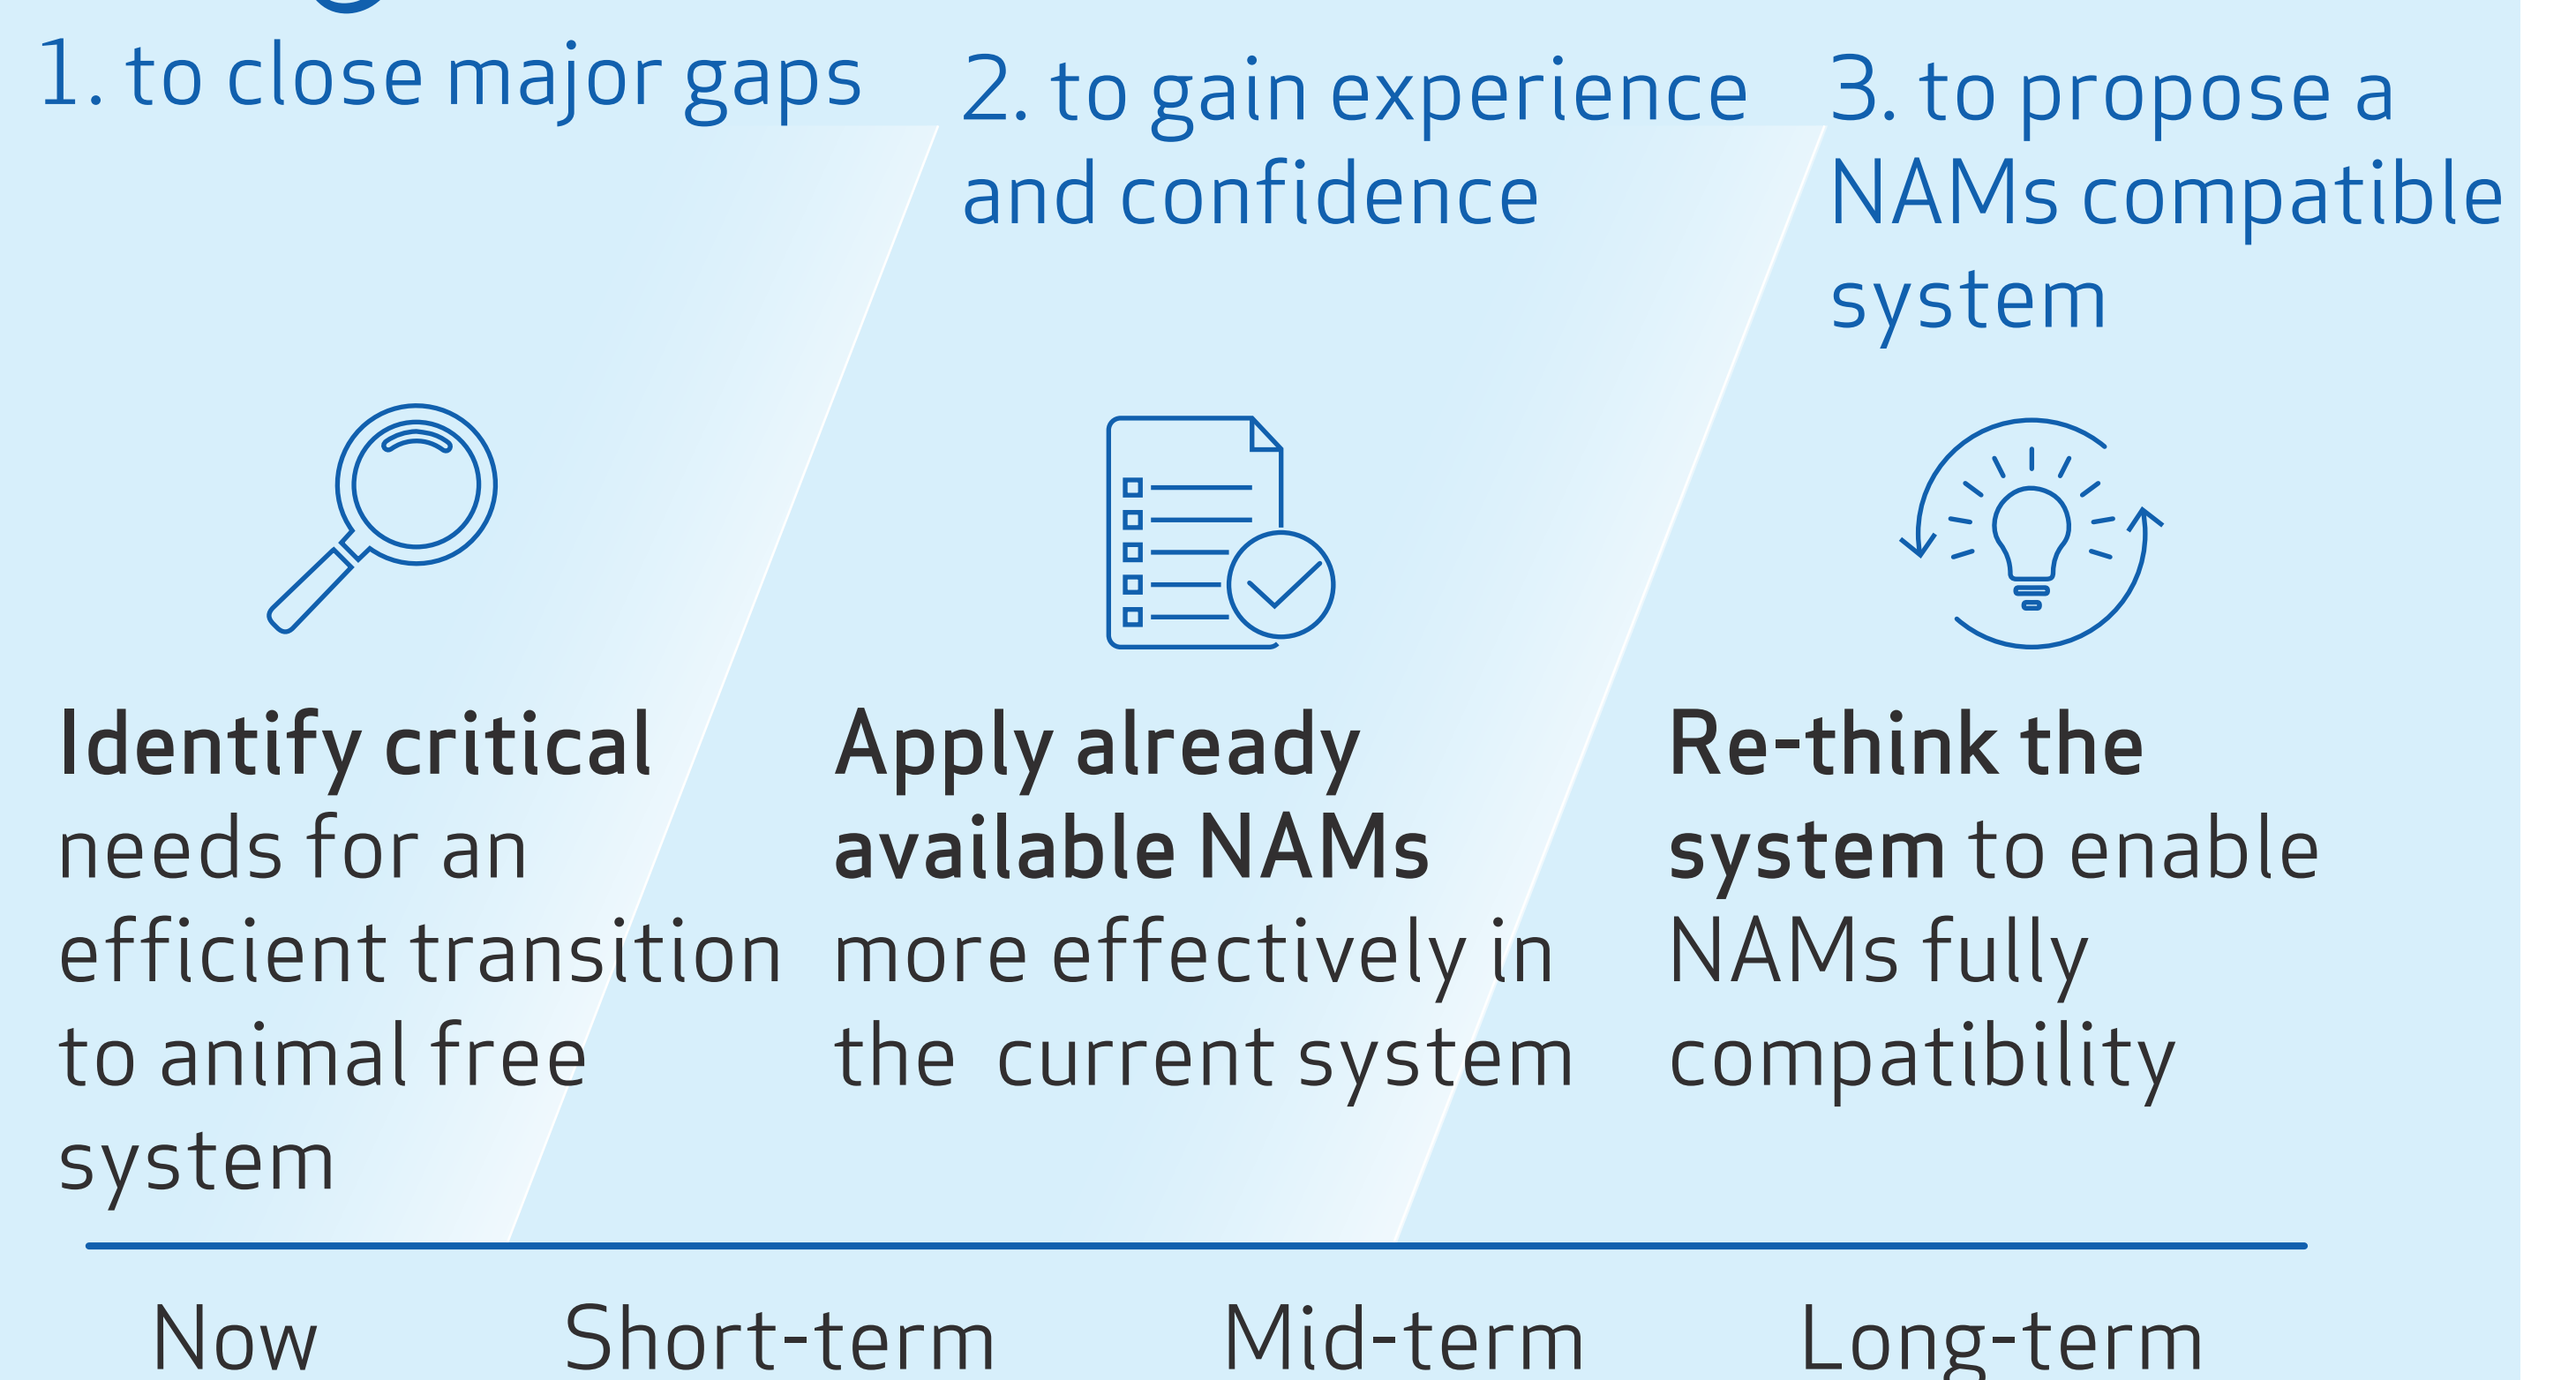 1. to close major gaps
2. to gain experience
and confidence
3. to propose a
NAMs compatible
system
Identify critical
needs for an
efficient transition
to animal free
system
Apply already
available NAMs
more effectively in
the  current system
Re-think the
system to enable
NAMs fully
compatibility
Now
Short-term
Mid-term
Long-term